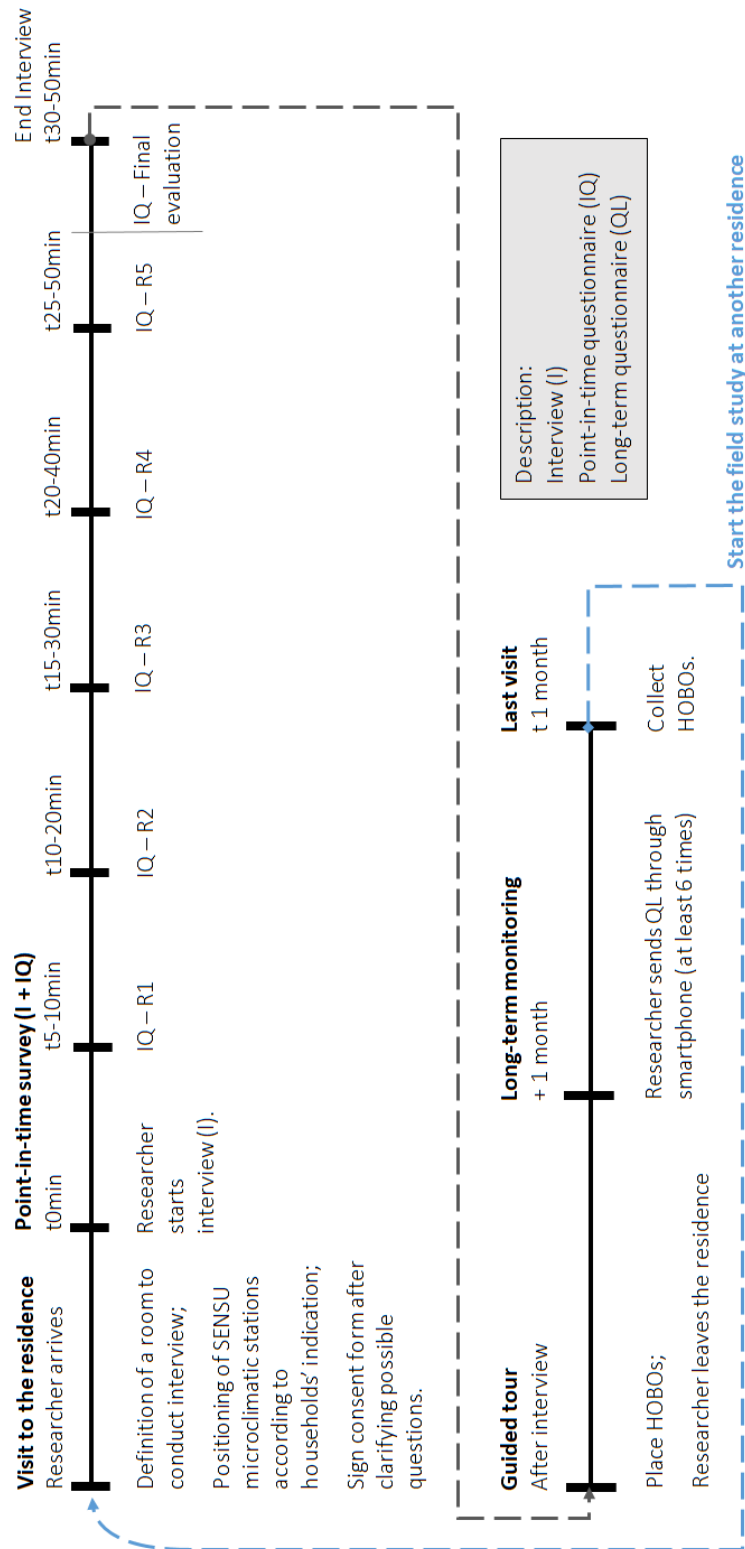 Visit to the residence
Researcher arrives
Definition of a room to
conduct interview;
Positioning of SENSU
microclimatic stations
according to
households' indication;
Sign consent form after
clarifying possible
questions.
Point-in-time survey (I + IQ)
t0min
Researcher
starts
interview (I).
t5-10min
IQ – R1
t10-20min
IQ – R2
t15-30min
IQ – R3
t20-40min
IQ – R4
t25-50min
IQ – R5
IQ – Final
evaluation
End Interview
t30-50min
Guided tour
After interview
Place HOBOs;
Researcher leaves the residence
Long-term monitoring
+ 1 month
Researcher sends QL through
smartphone (at least 6 times)
Last visit
t 1 month
Collect
HOBOs.
Description:
Interview (I)
Point-in-time questionnaire (IQ)
Long-term questionnaire (QL)
Start the field study at another residence